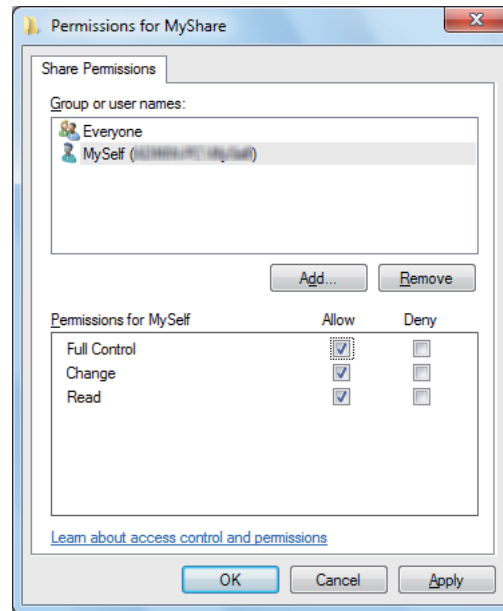 Permissions for MyShare
Share Permissions
Group or user names:
Everyone
MySelf (
Add...
Remove
Permissions for MySelf
Allow
Deny
Full Control
Change
Read
Learn about access control and permissions
OK
Cancel
Apply